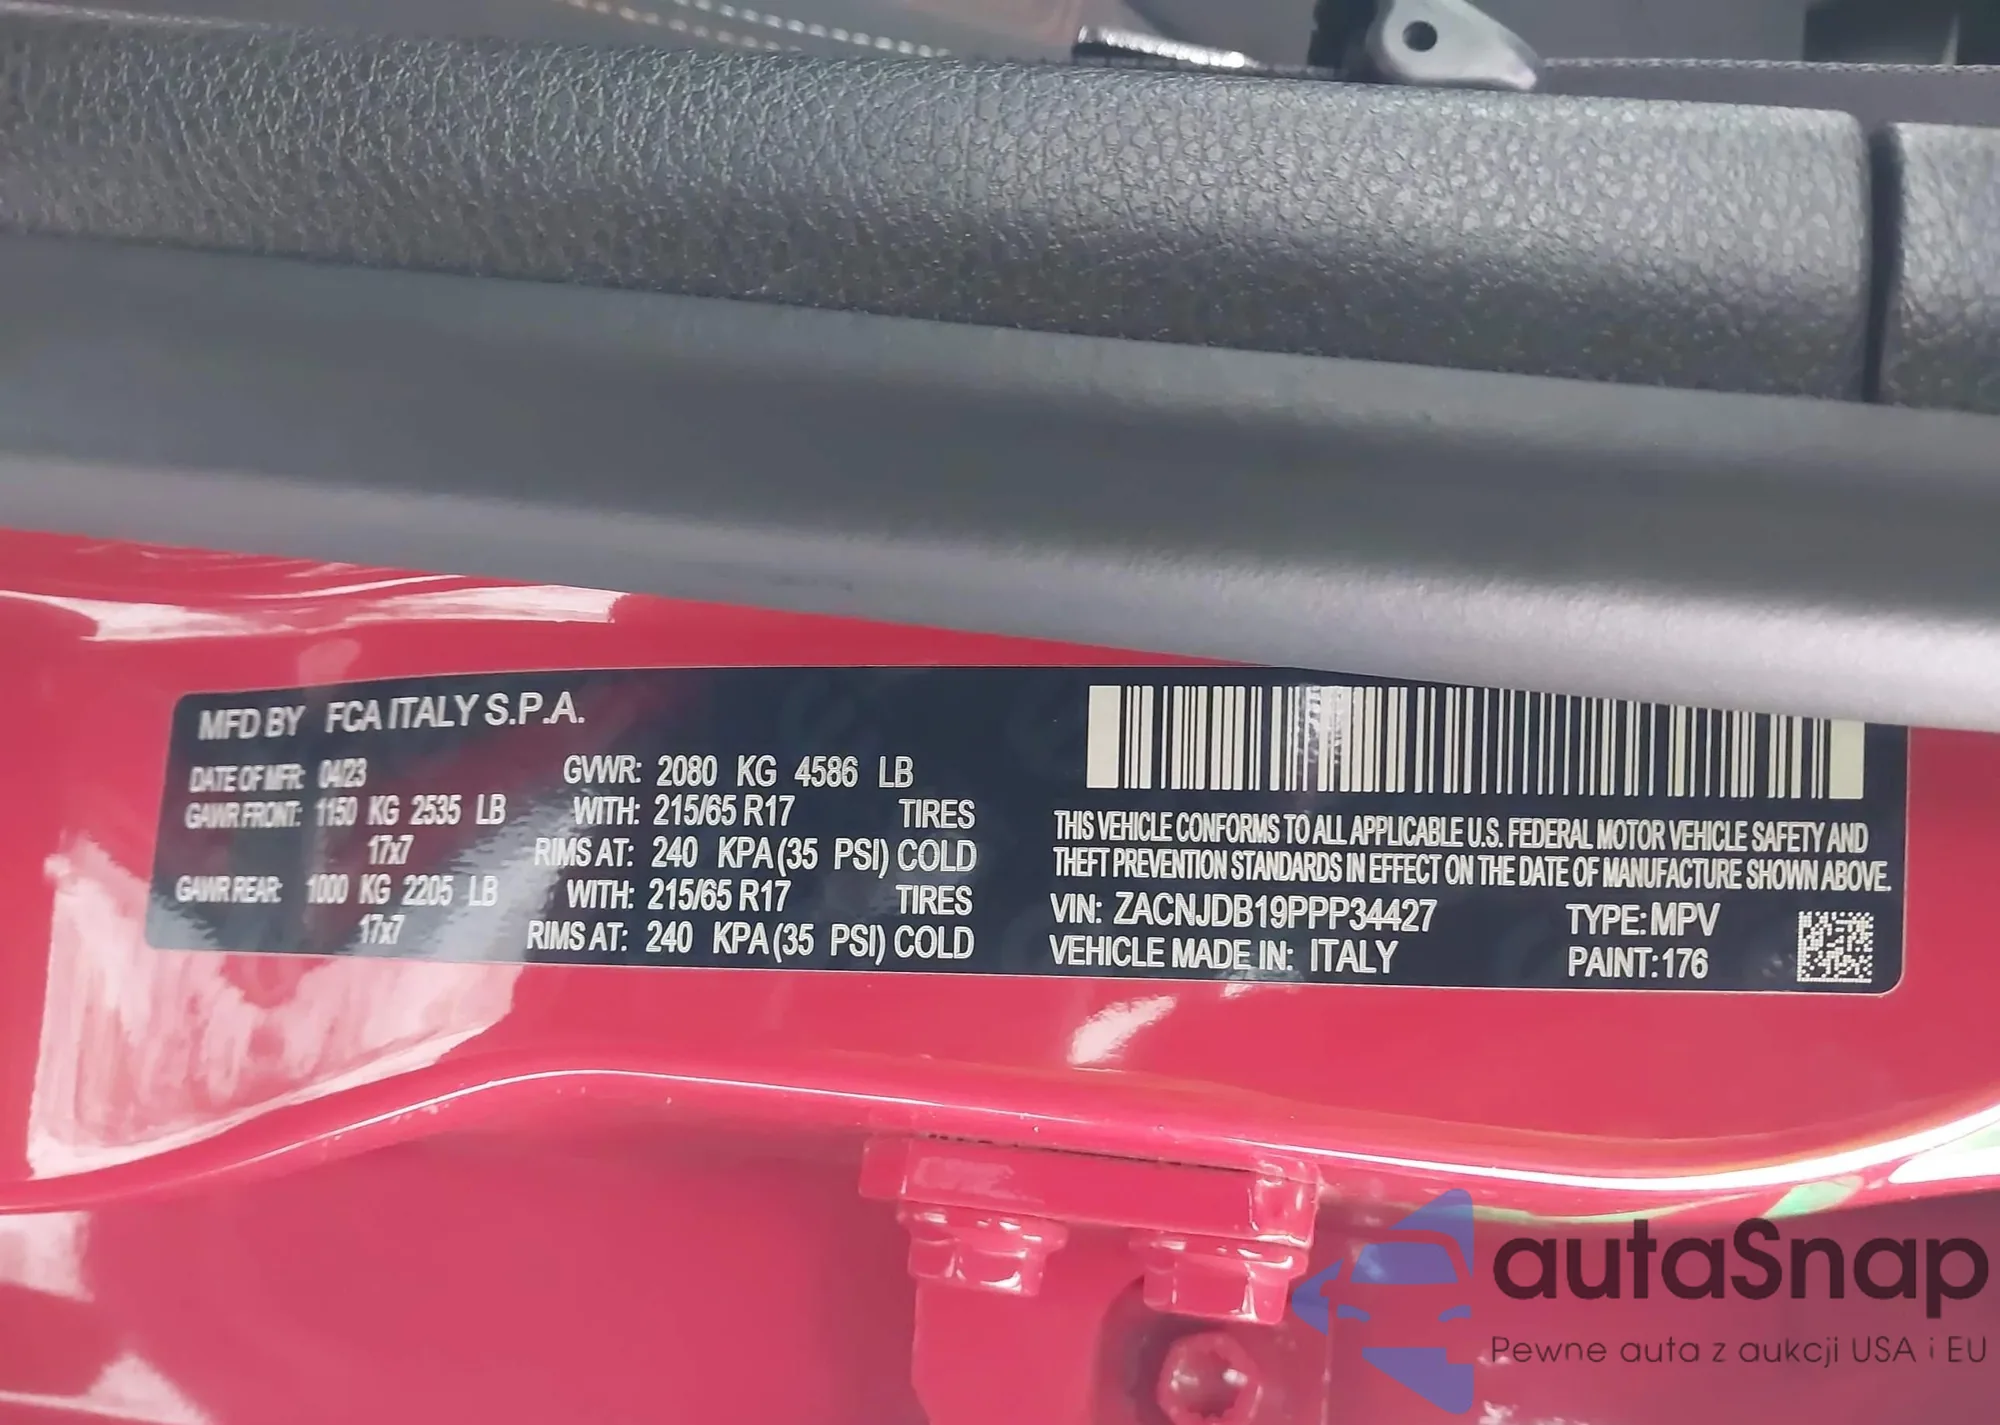 MFD BY FCA ITALY S.P.A.
DATE OF MFR: 04/23 GVWR: 2080 KG 4586 LB
GAWR FRONT: 1150 KG 2535 LB WITH: 215/65 R17 TIRES
17x7 RIMS AT: 240 KPA (35 PSI) COLD
GAWR REAR: 1000 KG 2205 LB WITH: 215/65 R17 TIRES
17x7 RIMS AT: 240 KPA (35 PSI) COLD
THIS VEHICLE CONFORMS TO ALL APPLICABLE U.S. FEDERAL MOTOR VEHICLE SAFETY AND
THEFT PREVENTION STANDARDS IN EFFECT ON THE DATE OF MANUFACTURE SHOWN ABOVE.
VIN: ZACNJDB19PPP34427 TYPE: MPV
VEHICLE MADE IN: ITALY PAINT: 176
autaSnap
Pewne auta z aukcji USA i EU